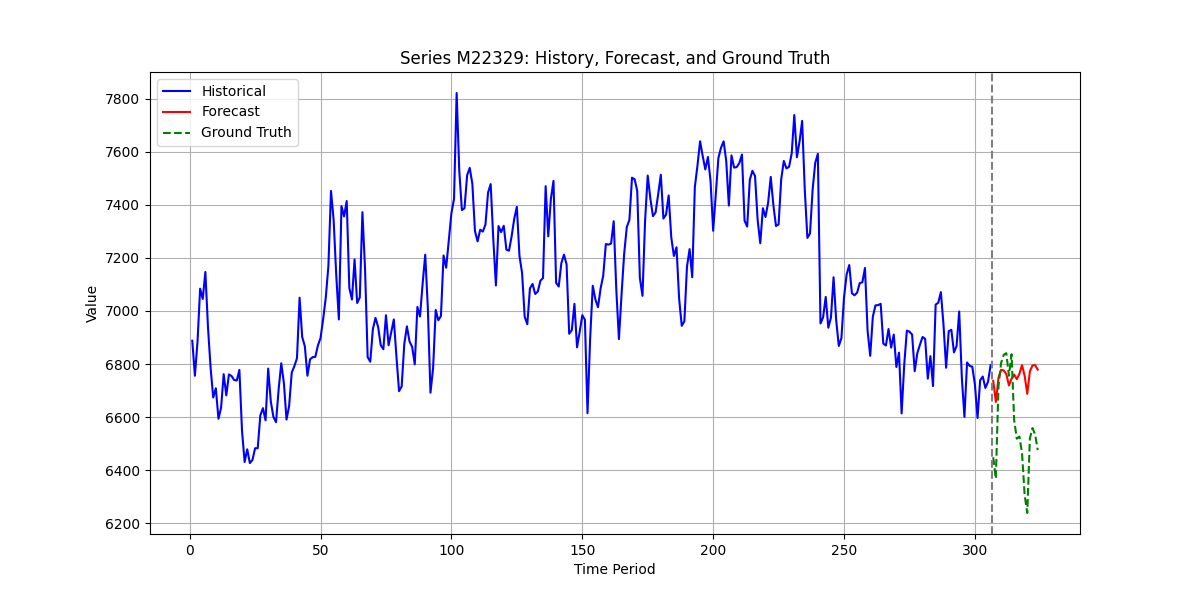 Series M22329: History, Forecast, and Ground Truth
Historical
Forecast
Ground Truth
7800
7600
7400
7200
7000
6800
6600
6400
6200
Value
0 50 100 150 200 250 300
Time Period